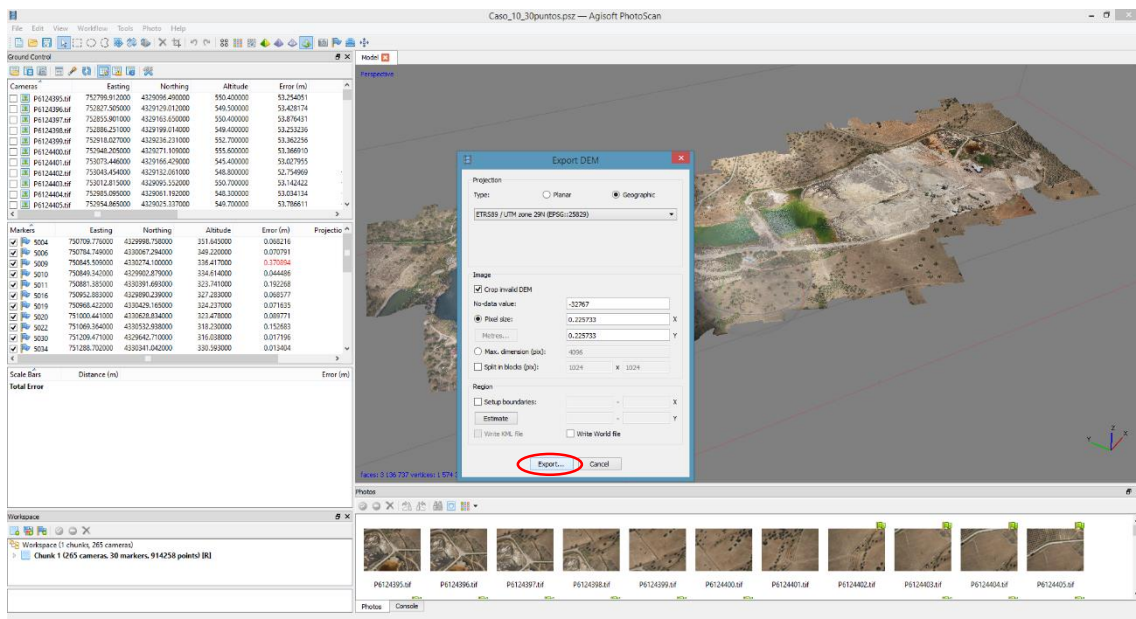 Caso_10_30puntos.psz — Agisoft PhotoScan
File Edit View Workflow Tools Photo Help
Ground Control
Model
Perspective
Cameras Easting Northing Altitude Error (m)
P6124395.tif 752799.912000 4329096.490000 550.400000 53.254051
P6124396.tif 752827.505000 4329129.012000 549.500000 53.428174
P6124397.tif 752855.901000 4329163.650000 550.400000 53.876431
P6124398.tif 752886.251000 4329199.014000 549.400000 53.253236
P6124399.tif 752918.027000 4329236.231000 552.700000 53.362256
P6124400.tif 752948.205000 4329271.109000 555.600000 53.366910
P6124401.tif 753073.446000 4329166.429000 545.400000 53.027955
P6124402.tif 753043.454000 4329132.061000 548.800000 52.754969
P6124403.tif 753012.815000 4329095.552000 550.700000 53.142422
P6124404.tif 752985.095000 4329061.192000 548.300000 53.034134
P6124405.tif 752954.865000 4329025.337000 549.700000 53.786611
Markers Easting Northing Altitude Error (m) Projectio
5004 750709.776000 4329998.758000 351.645000 0.068216
5006 750784.749000 4330067.294000 349.220000 0.070791
5009 750845.509000 4330274.100000 336.417000 0.370894
5010 750849.342000 4329902.879000 334.614000 0.044486
5011 750881.385000 4330391.693000 323.741000 0.192268
5016 750952.883000 4329890.239000 327.283000 0.068577
5019 750968.422000 4330429.165000 324.237000 0.071635
5020 751000.441000 4330628.834000 323.478000 0.089771
5022 751069.364000 4330532.938000 318.230000 0.152683
5030 751209.471000 4329642.710000 316.038000 0.017196
5034 751288.702000 4330341.042000 330.593000 0.013404
Scale Bars Distance (m) Error (m)
Total Error
Export DEM
Projection
Type: Planar Geographic
ETRS89 / UTM zone 29N (EPSG::25829)
Image
Crop invalid DEM
No-data value: -32767
Pixel size: 0.225733 X
Metres... 0.225733 Y
Max. dimension (pix): 4096
Split in blocks (pix): 1024 x 1024
Region
Setup boundaries: - X
Estimate - Y
Write KML file Write World file
Export... Cancel
Z
Y X
faces: 3 136 737 vertices: 1 574
Workspace
Workspace (1 chunks, 265 cameras)
Chunk 1 (265 cameras, 30 markers, 914258 points) [R]
Photos
P6124395.tif P6124396.tif P6124397.tif P6124398.tif P6124399.tif P6124400.tif P6124401.tif P6124402.tif P6124403.tif P6124404.tif P6124405.tif
Photos Console